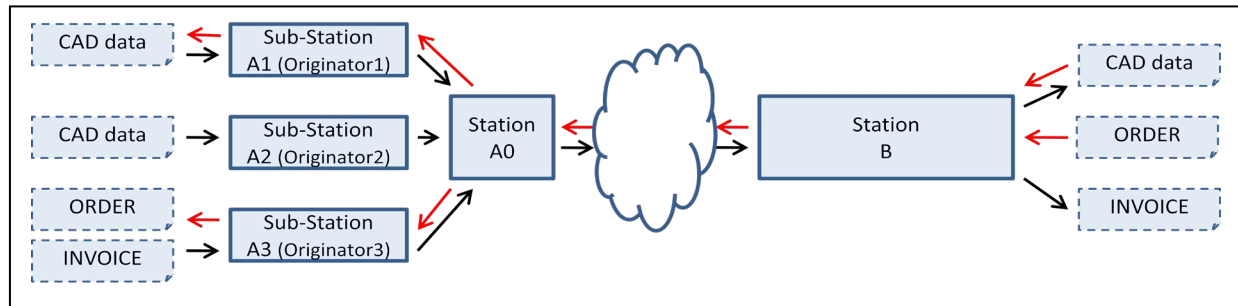 CAD data
Sub-Station
A1 (Originator1)
CAD data
Sub-Station
A2 (Originator2)
ORDER
INVOICE
Sub-Station
A3 (Originator3)
Station
A0
Station
B
CAD data
ORDER
INVOICE